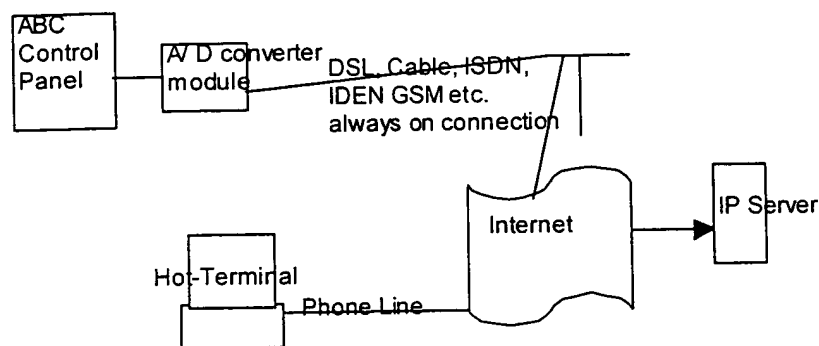 ABC
Control
Panel
A/D converter
module
DSL, Cable, ISDN,
IDEN GSM etc.
always on connection
Internet
IP Server
Hot-Terminal
Phone Line